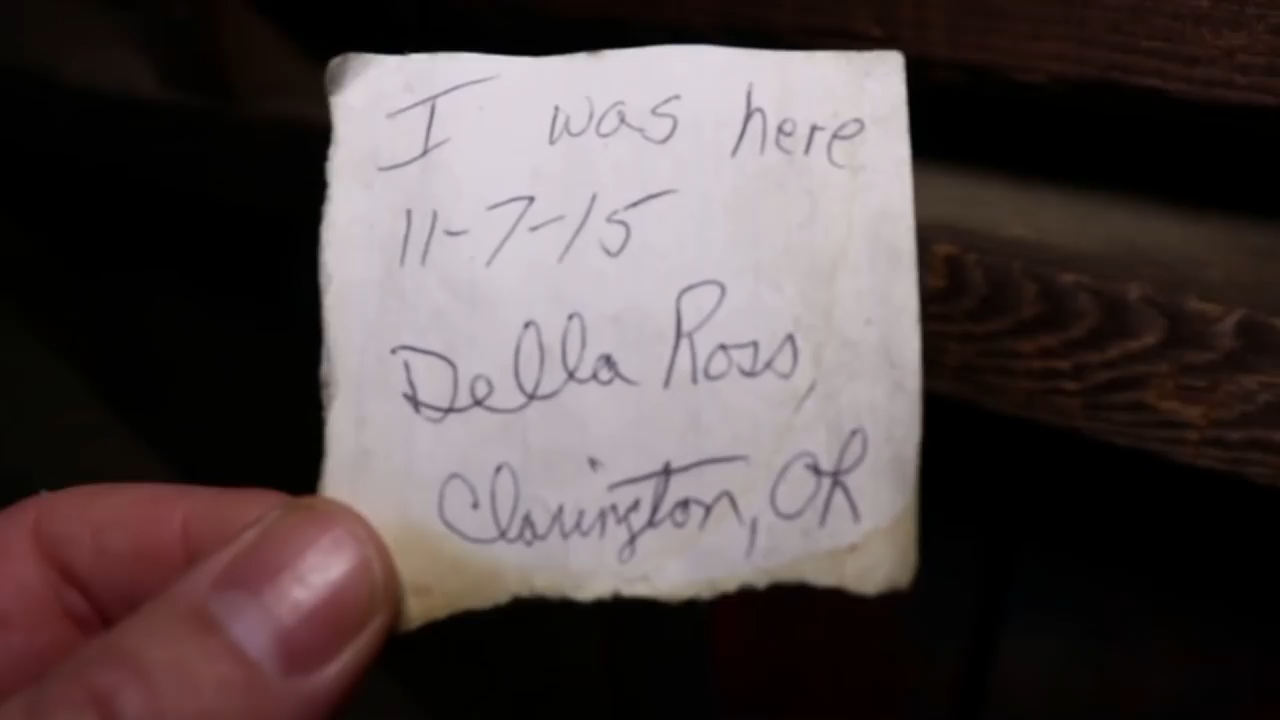 I was here
11-7-15
Della Ross,
Clarington, Oh